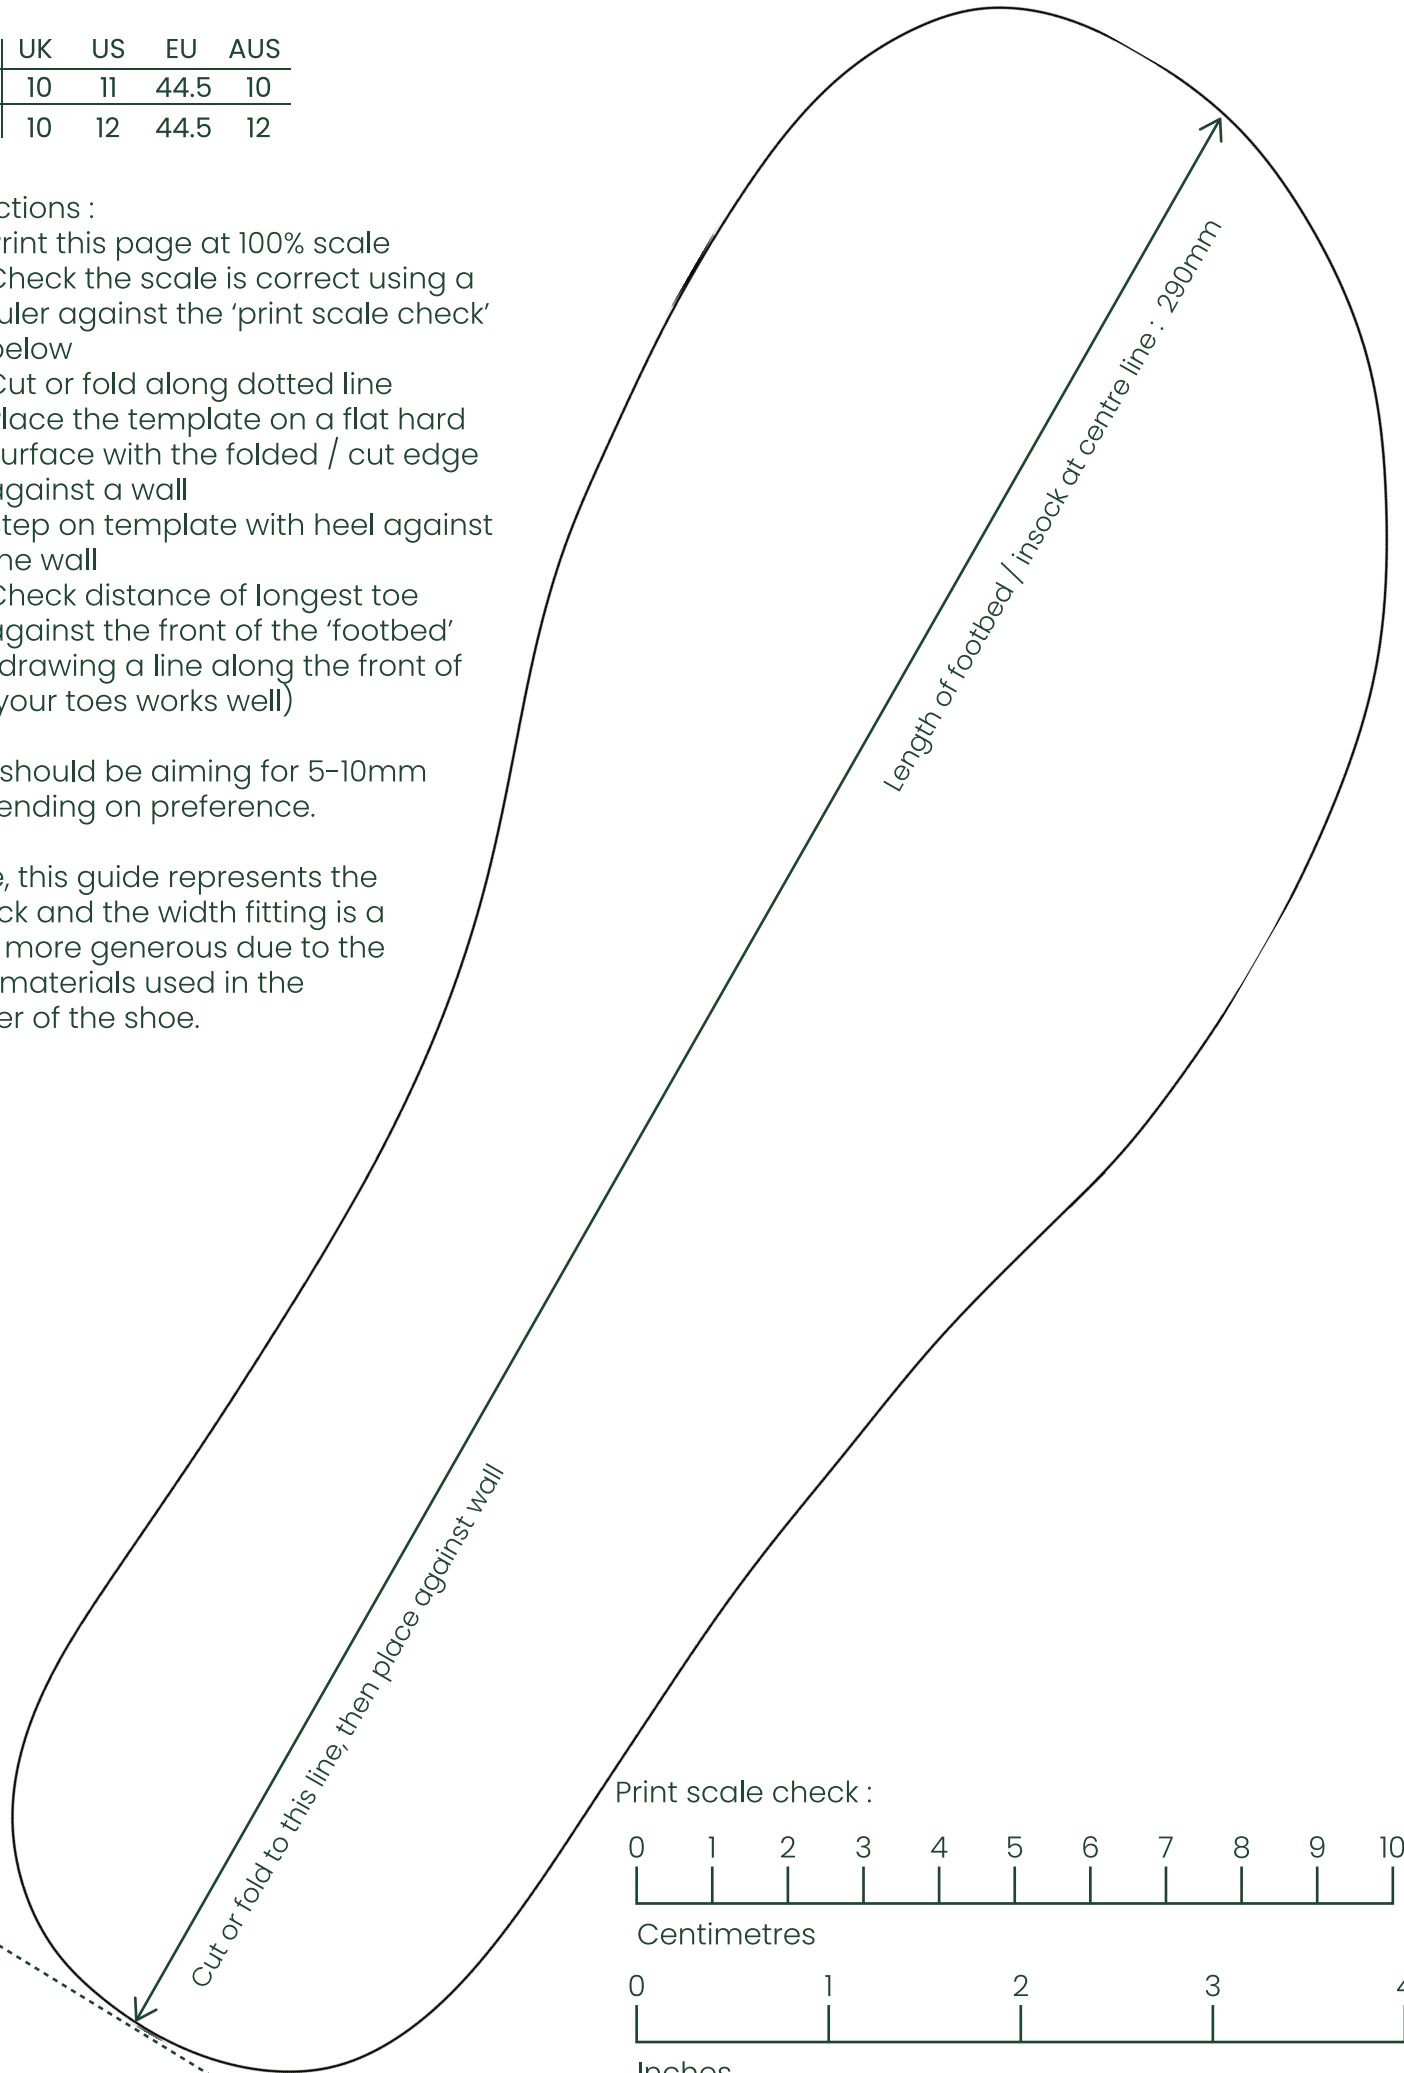 UK US EU AUS
10 11 44.5 10
10 12 44.5 12
ctions :
rint this page at 100% scale
Check the scale is correct using a
uler against the ‘print scale check’
below
Cut or fold along dotted line
Place the template on a flat hard
urface with the folded / cut edge
against a wall
tep on template with heel against
he wall
Check distance of longest toe
against the front of the ‘footbed’
drawing a line along the front of
your toes works well)
should be aiming for 5-10mm
ending on preference.
e, this guide represents the
ck and the width fitting is a
more generous due to the
materials used in the
er of the shoe.
Length of footbed / insock at centre line : 290mm
Cut or fold to this line, then place against wall
Print scale check :
0 1 2 3 4 5 6 7 8 9 10
Centimetres
0 1 2 3 4
Inches